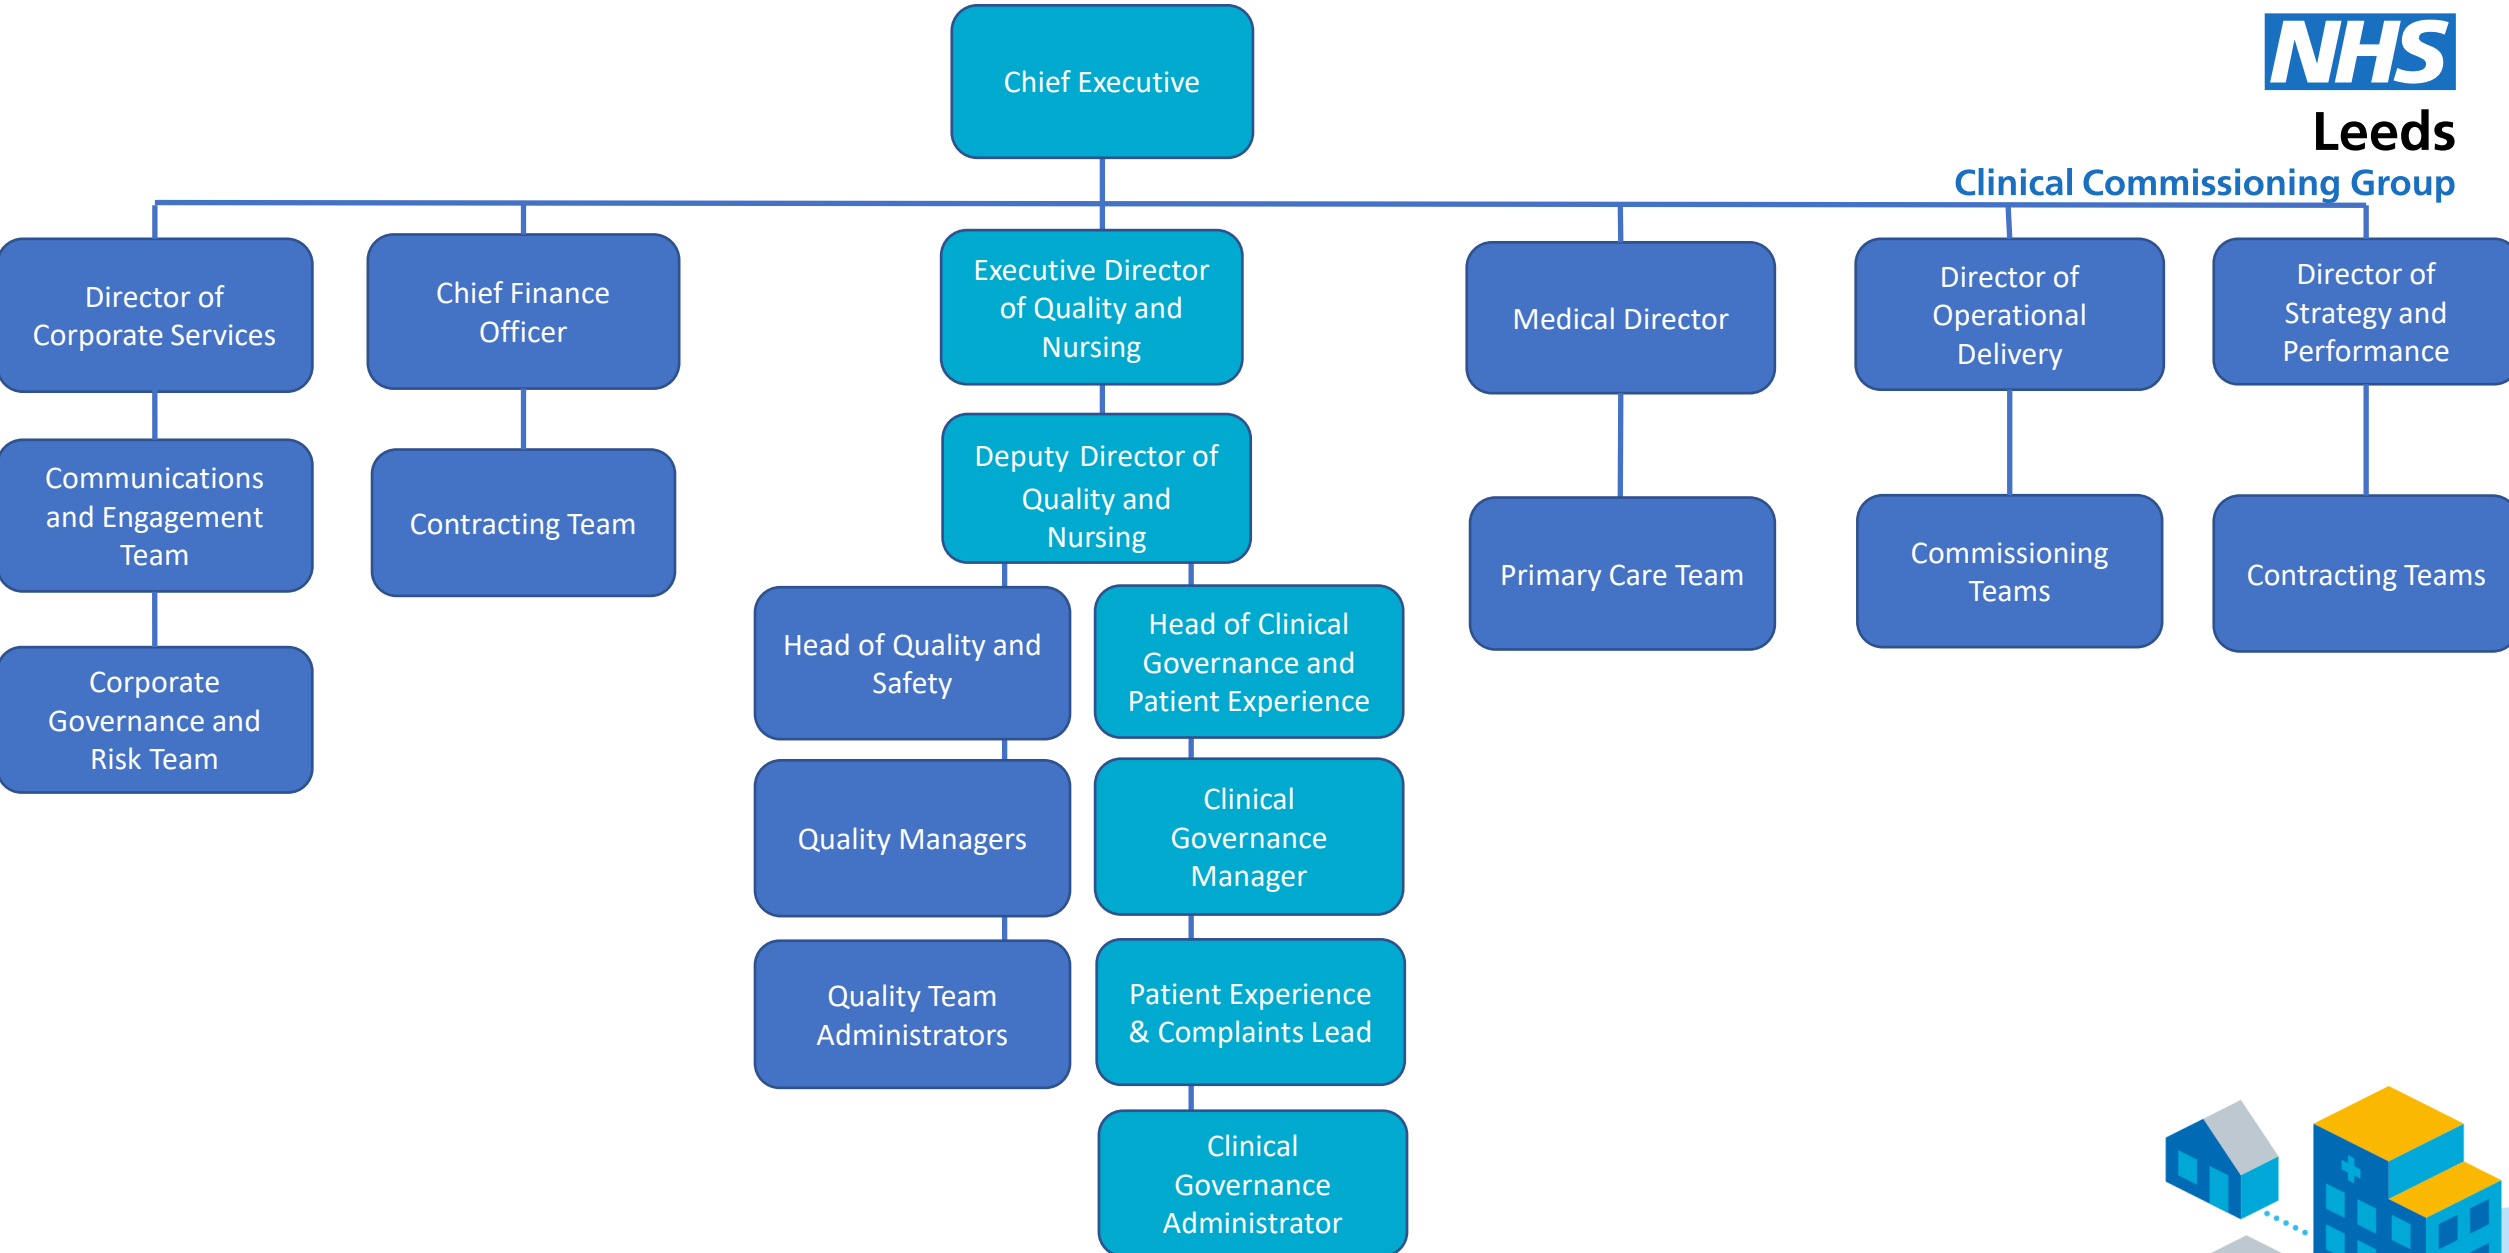 Chief Executive
NHS
Leeds
Clinical Commissioning Group
Director of
Corporate Services
Chief Finance
Officer
Executive Director
of Quality and
Nursing
Medical Director
Director of
Operational
Delivery
Director of
Strategy and
Performance
Communications
and Engagement
Team
Contracting Team
Deputy Director of
Quality and
Nursing
Primary Care Team
Commissioning
Teams
Contracting Teams
Corporate
Governance and
Risk Team
Head of Quality and
Safety
Head of Clinical
Governance and
Patient Experience
Quality Managers
Clinical
Governance
Manager
Quality Team
Administrators
Patient Experience
& Complaints Lead
Clinical
Governance
Administrator